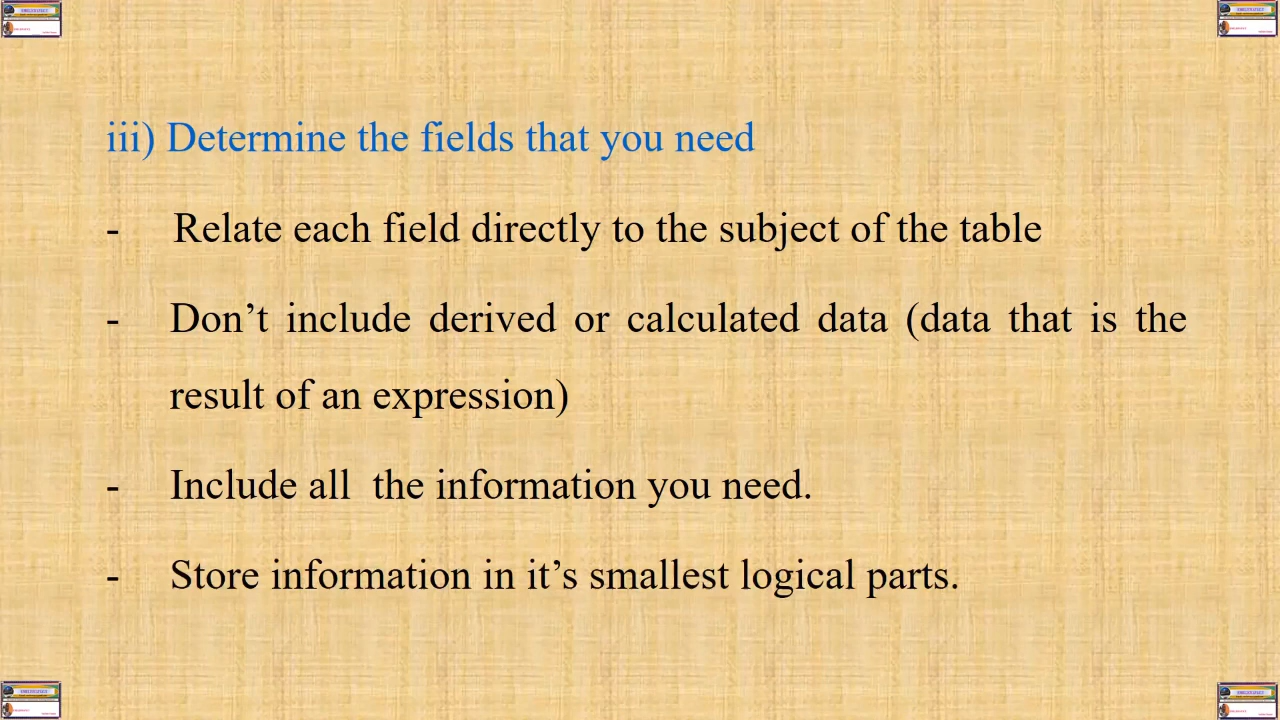 iii) Determine the fields that you need
- Relate each field directly to the subject of the table
- Don’t include derived or calculated data (data that is the
result of an expression)
- Include all  the information you need.
- Store information in it’s smallest logical parts.